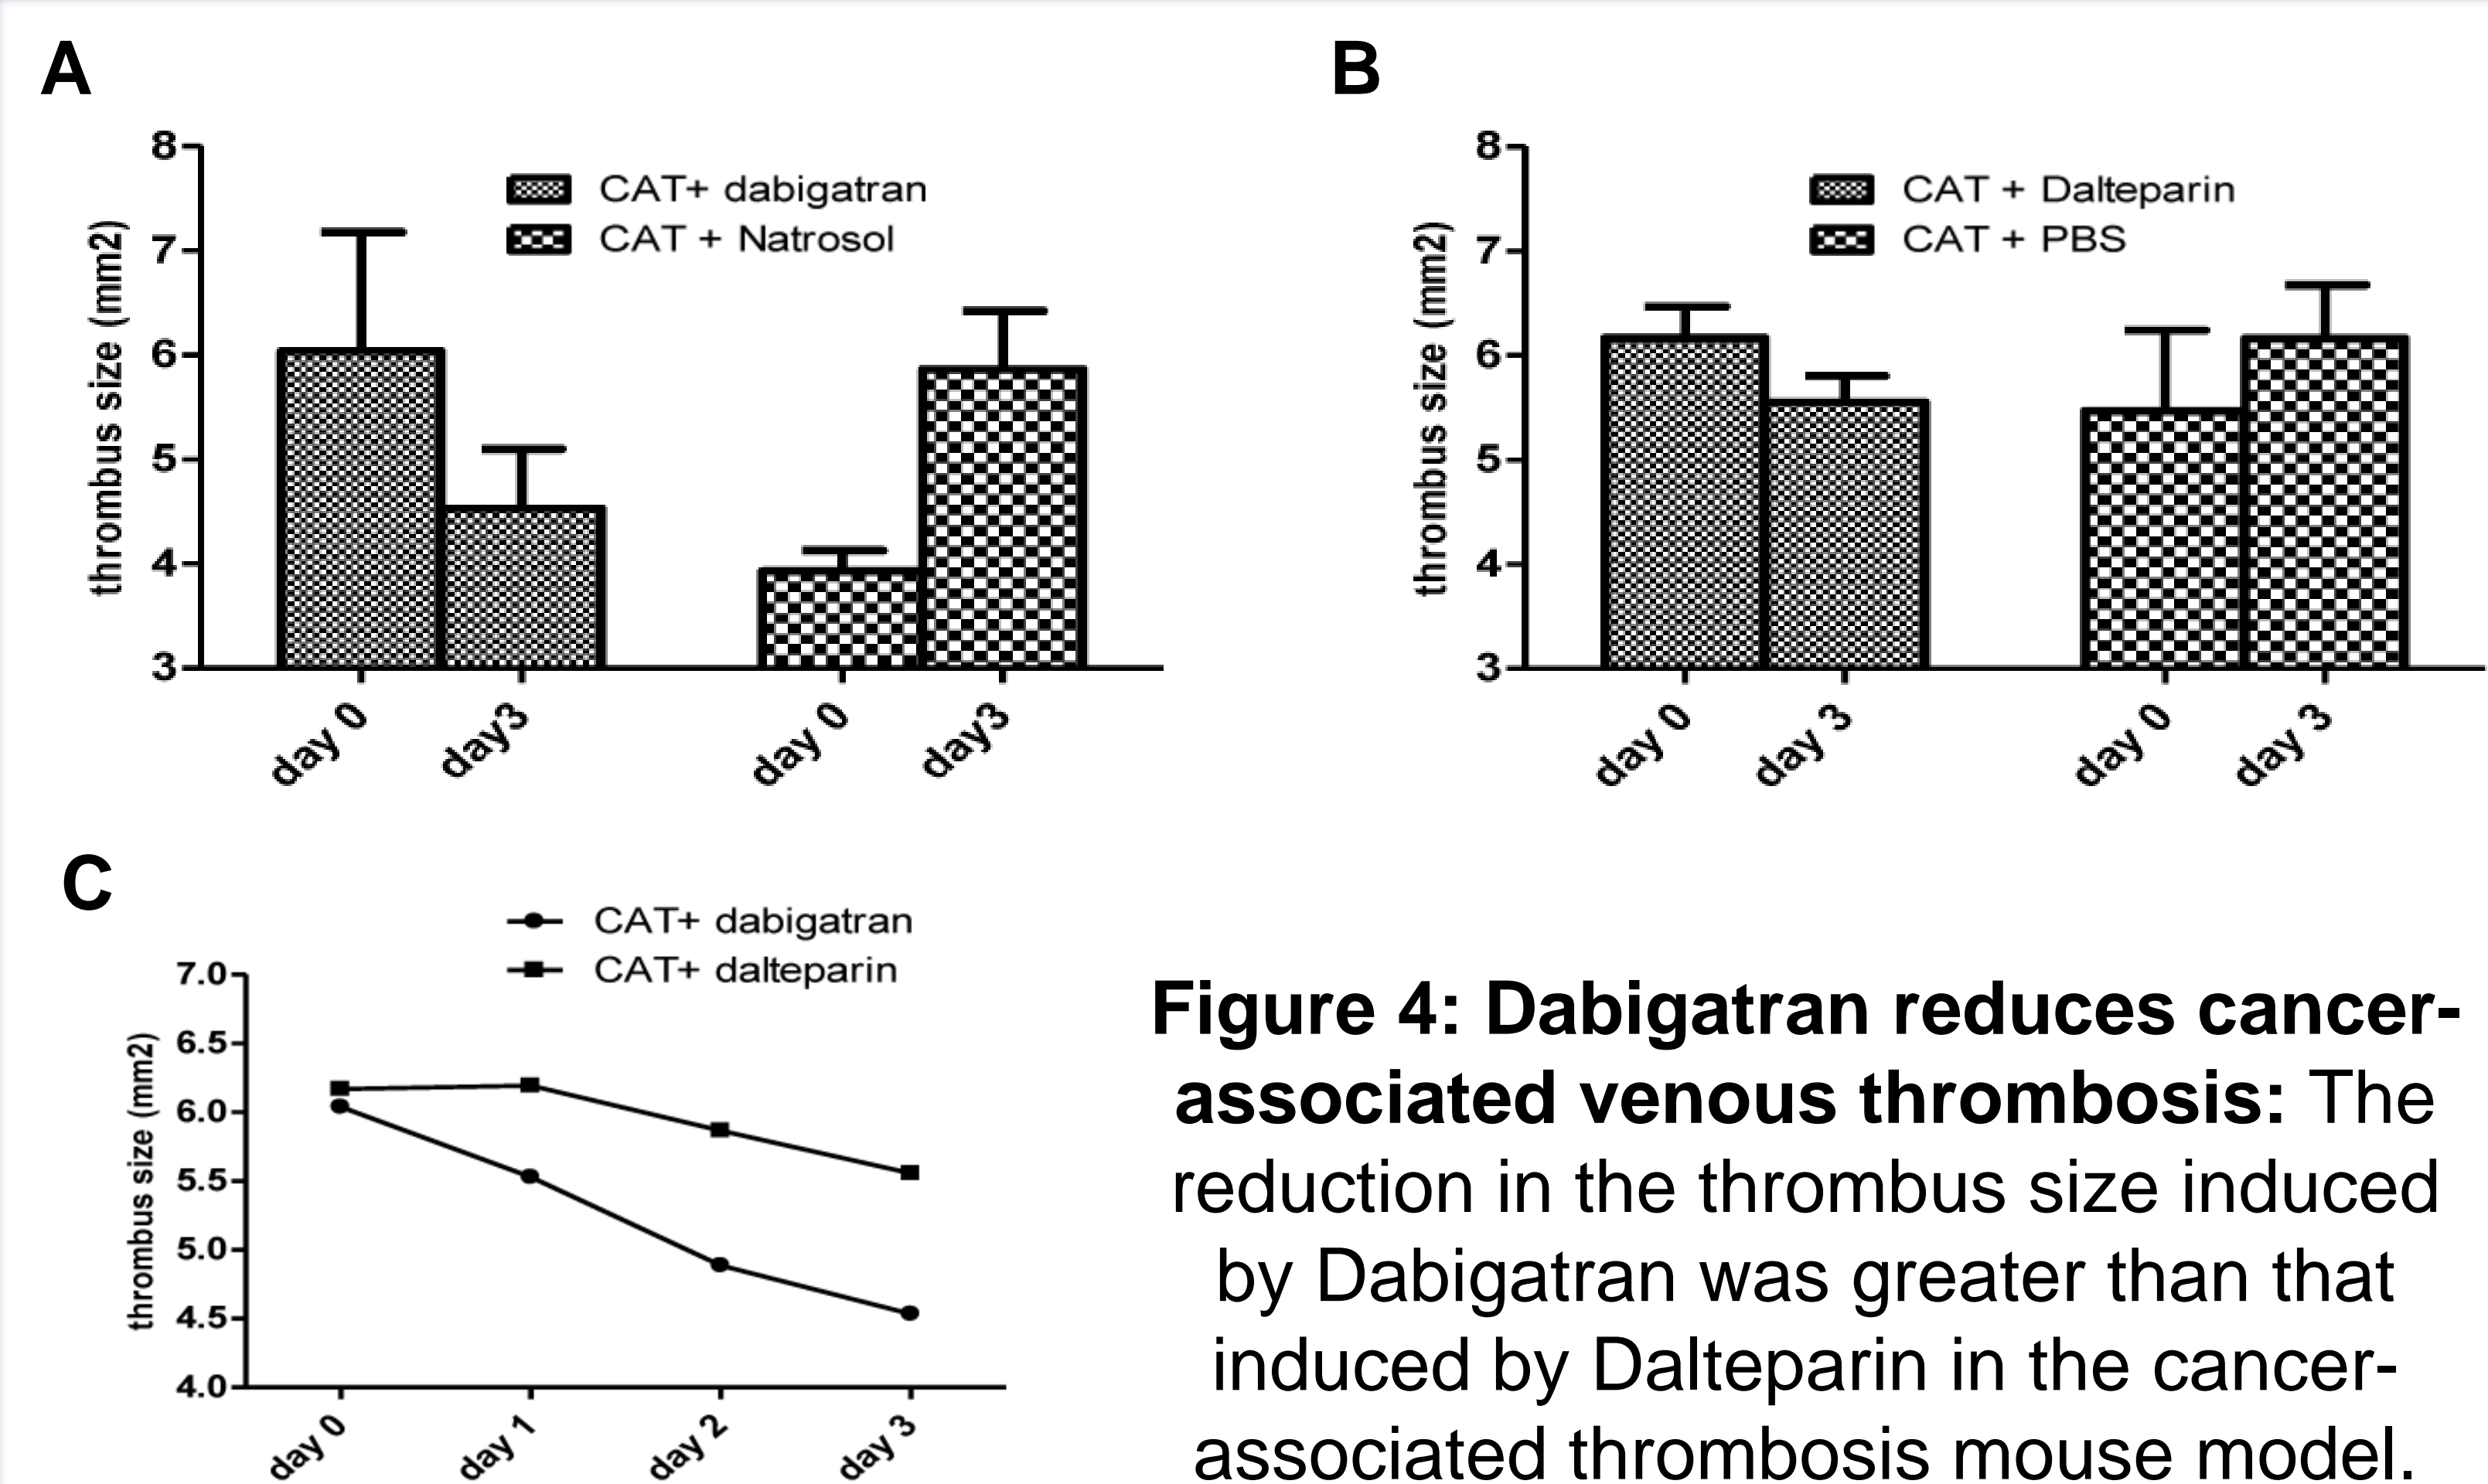 A
8
7
6
5
4
3
thrombus size (mm2)
CAT+ dabigatran
CAT + Natrosol
day 0
day3
day 0
day3
B
8
7
6
5
4
3
thrombus size (mm2)
CAT + Dalteparin
CAT + PBS
day 0
day 3
day 0
day 3
C
CAT+ dabigatran
CAT+ dalteparin
7.0
6.5
6.0
5.5
5.0
4.5
4.0
thrombus size (mm2)
day 0
day 1
day 2
day 3
Figure 4: Dabigatran reduces cancer-
associated venous thrombosis: The
reduction in the thrombus size induced
by Dabigatran was greater than that
induced by Dalteparin in the cancer-
associated thrombosis mouse model.